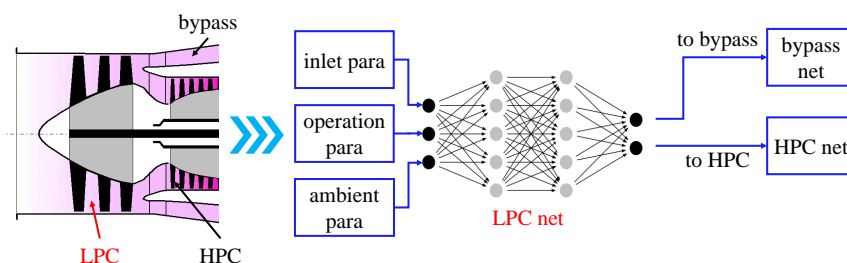 bypass
LPC
HPC
inlet para
operation
para
ambient
para
LPC net
to bypass
to HPC
bypass
net
HPC net